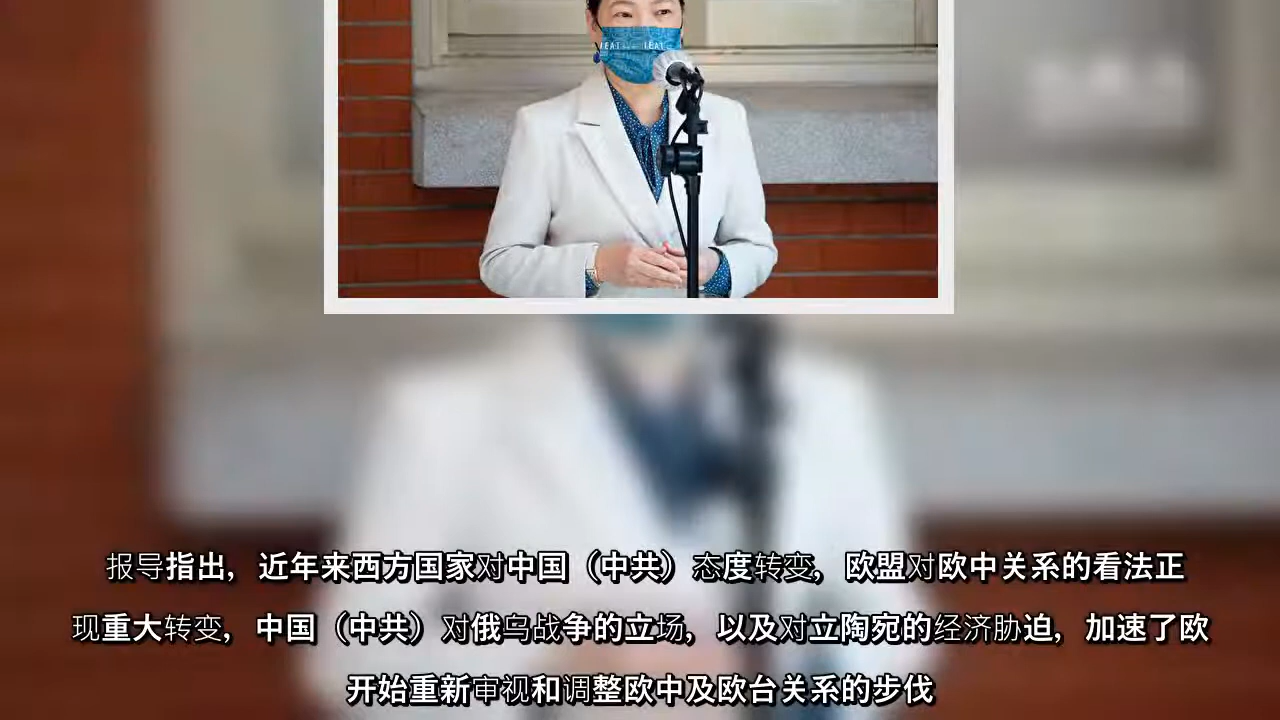 报导指出，近年来西方国家对中国（中共）态度转变，欧盟对欧中关系的看法正
现重大转变，中国（中共）对俄乌战争的立场，以及对立陶宛的经济胁迫，加速了欧
开始重新审视和调整欧中及欧台关系的步伐